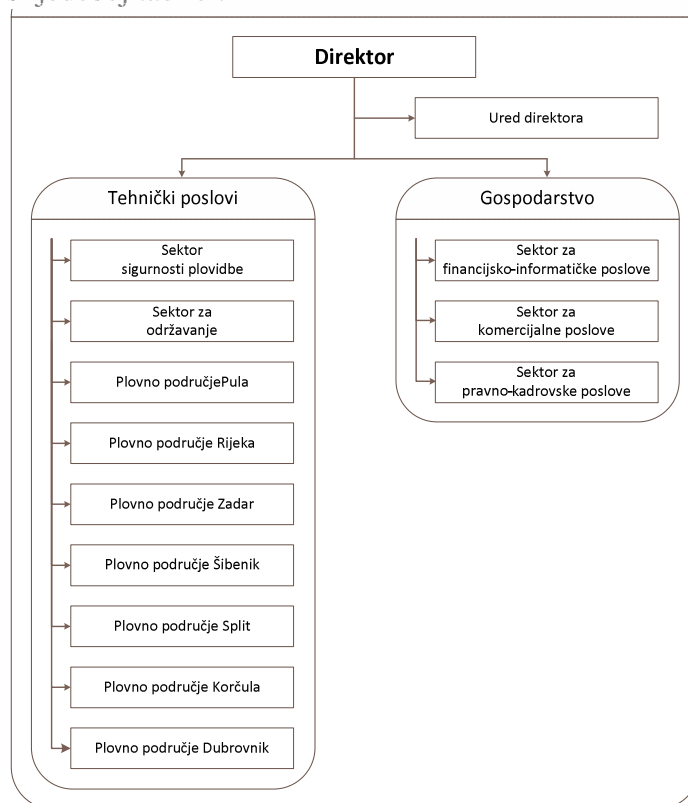 Direktor
Ured direktora
Tehnički poslovi
Sektor
sigurnosti plovidbe
Sektor za
održavanje
Plovno područjePula
Plovno područje Rijeka
Plovno područje Zadar
Plovno područje Šibenik
Plovno područje Split
Plovno područje Korčula
Plovno područje Dubrovnik
Gospodarstvo
Sektor za
financijsko-informatičke poslove
Sektor za
komercijalne poslove
Sektor za
pravno-kadrovske poslove